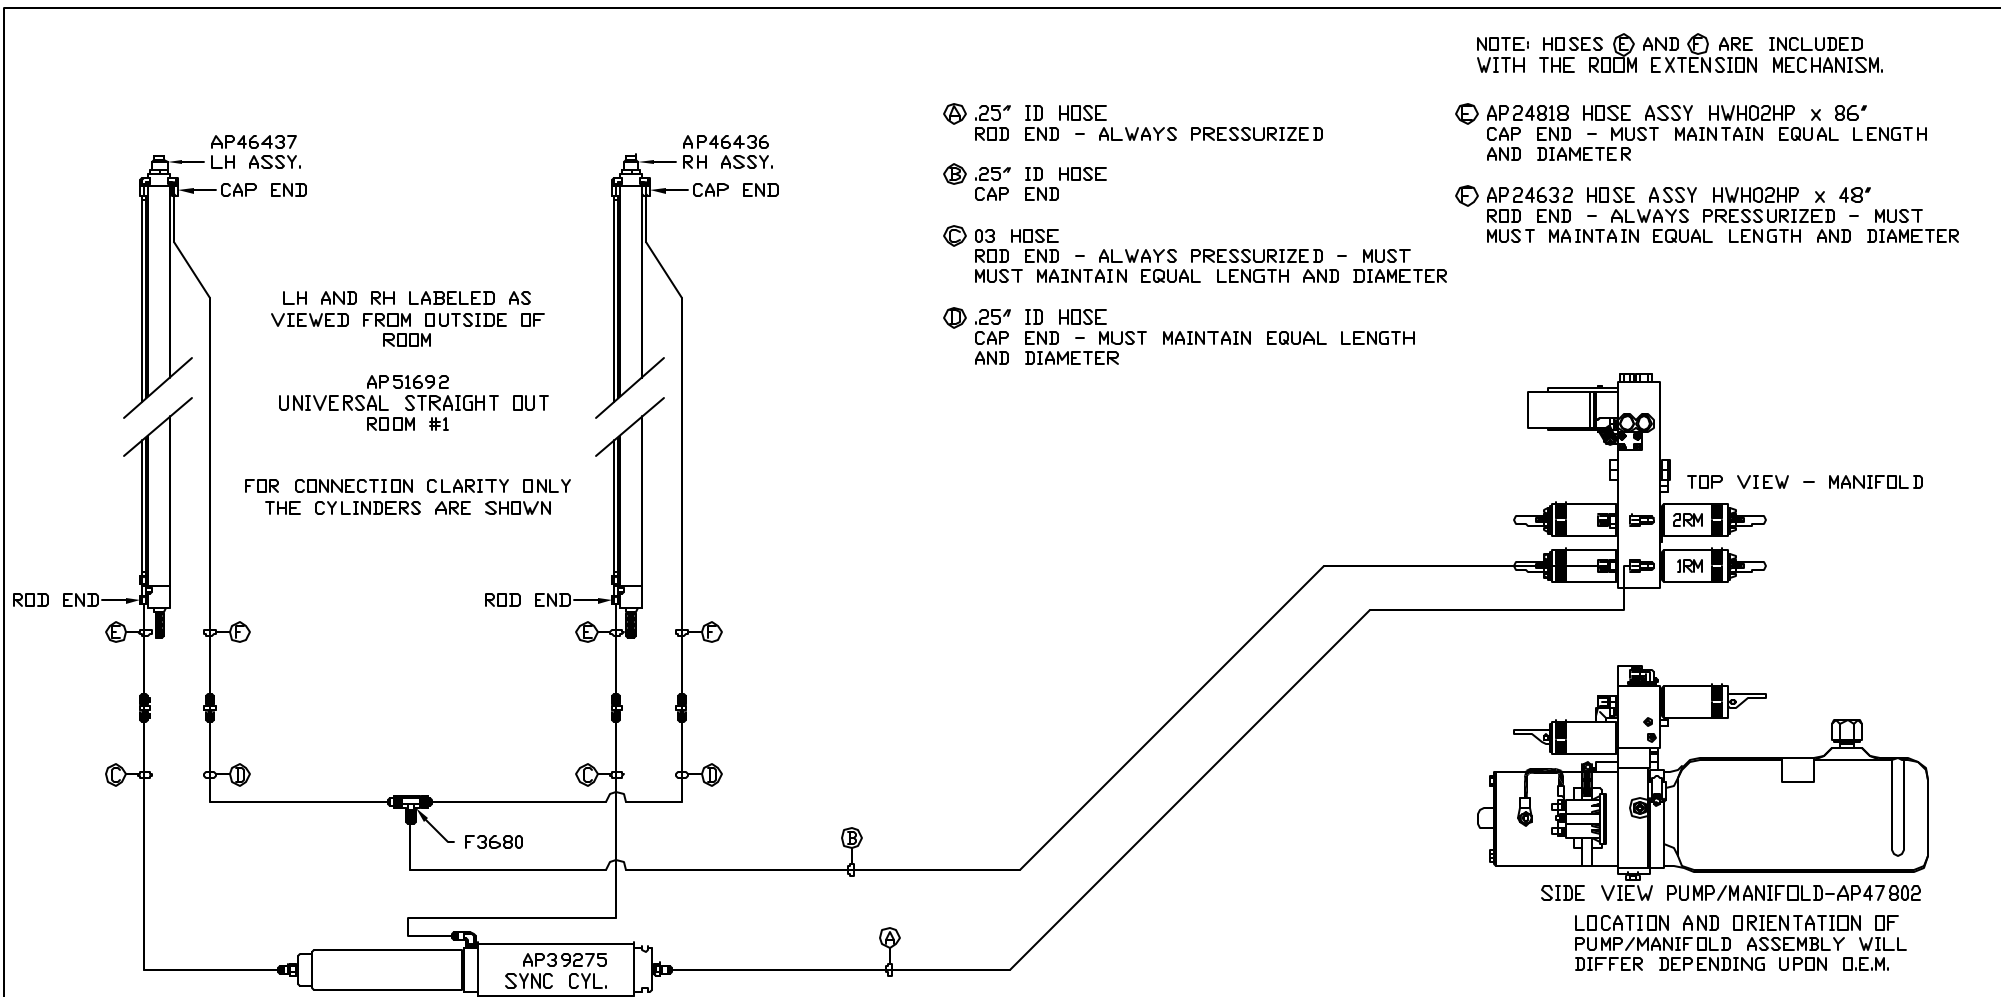 NOTE: HOSES E AND F ARE INCLUDED
WITH THE ROOM EXTENSION MECHANISM.
A .25" ID HOSE
ROD END - ALWAYS PRESSURIZED
B .25" ID HOSE
CAP END
C 03 HOSE
ROD END - ALWAYS PRESSURIZED - MUST
MUST MAINTAIN EQUAL LENGTH AND DIAMETER
D .25" ID HOSE
CAP END - MUST MAINTAIN EQUAL LENGTH
AND DIAMETER
E AP24818 HOSE ASSY HWH02HP x 86"
CAP END - MUST MAINTAIN EQUAL LENGTH
AND DIAMETER
F AP24632 HOSE ASSY HWH02HP x 48"
ROD END - ALWAYS PRESSURIZED - MUST
MUST MAINTAIN EQUAL LENGTH AND DIAMETER
AP46437
LH ASSY.
CAP END
AP46436
RH ASSY.
CAP END
LH AND RH LABELED AS
VIEWED FROM OUTSIDE OF
ROOM
AP51692
UNIVERSAL STRAIGHT OUT
ROOM #1
FOR CONNECTION CLARITY ONLY
THE CYLINDERS ARE SHOWN
TOP VIEW - MANIFOLD
2RM
1RM
ROD END
ROD END
E
F
E
F
C
D
C
D
F3680
B
A
AP39275
SYNC CYL.
SIDE VIEW PUMP/MANIFOLD-AP47802
LOCATION AND ORIENTATION OF
PUMP/MANIFOLD ASSEMBLY WILL
DIFFER DEPENDING UPON O.E.M.